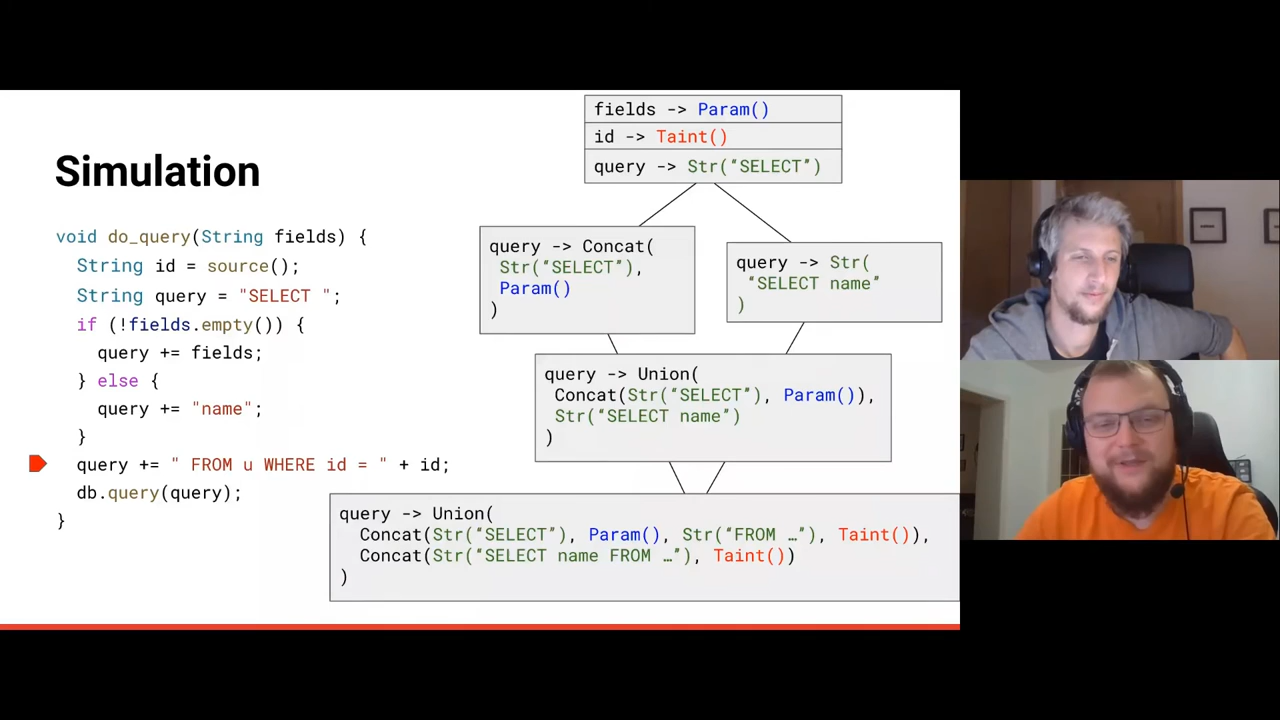 Simulation
void do_query(String fields) {
String id = source();
String query = "SELECT ";
if (!fields.empty()) {
query += fields;
} else {
query += "name";
}
query += " FROM u WHERE id = " + id;
db.query(query);
}
fields -> Param()
id -> Taint()
query -> Str(“SELECT”)
query -> Concat(
Str(“SELECT”),
Param()
)
query -> Str(
“SELECT name”
)
query -> Union(
Concat(Str(“SELECT”), Param()),
Str(“SELECT name”)
)
query -> Union(
Concat(Str(“SELECT”), Param(), Str(“FROM …”), Taint()),
Concat(Str(“SELECT name FROM …”), Taint())
)